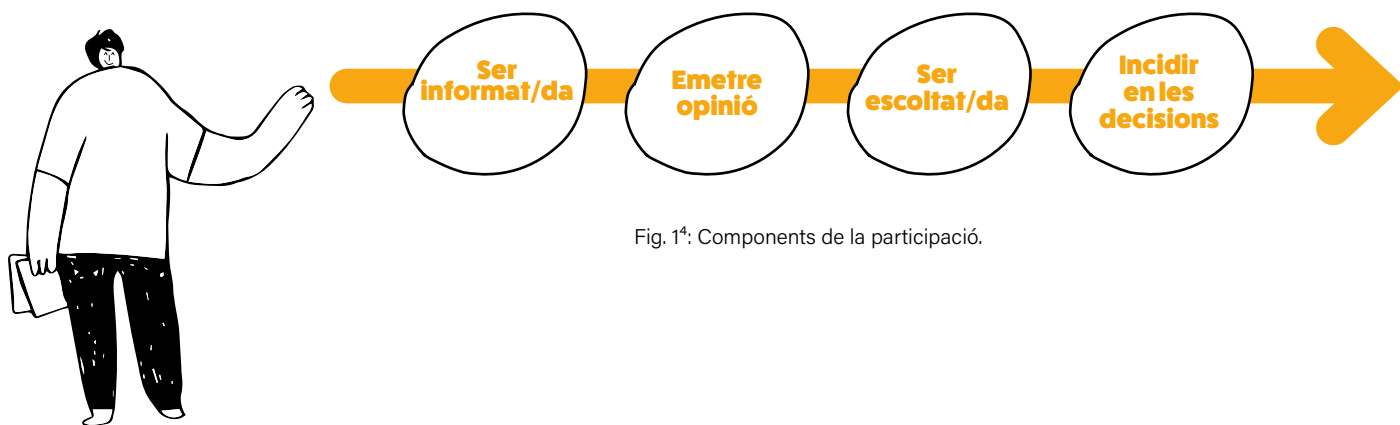 Ser
informat/da
Emetre
opinió
Ser
escoltat/da
Incidir
en les
decisions
Fig. 1⁴: Components de la participació.